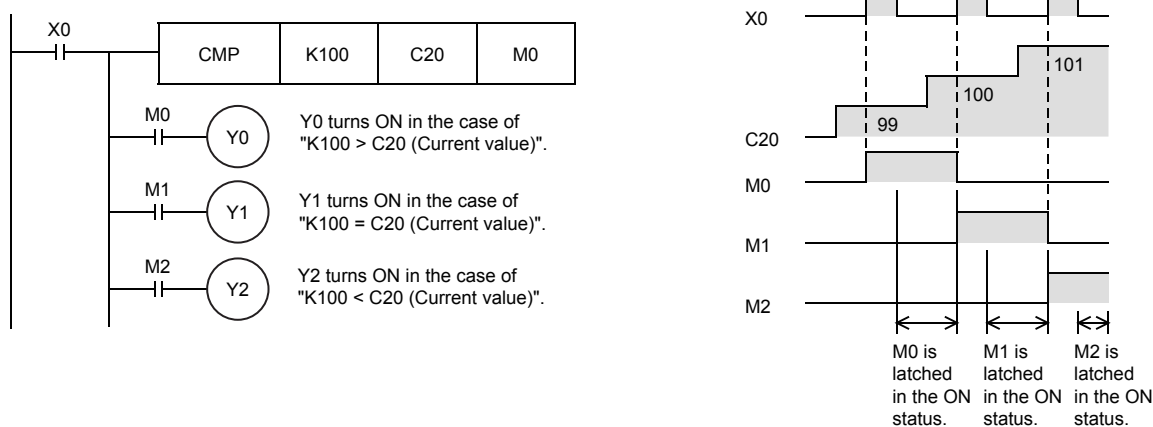 X0
CMP K100 C20 M0
M0
Y0
Y0 turns ON in the case of
"K100 > C20 (Current value)".
M1
Y1
Y1 turns ON in the case of
"K100 = C20 (Current value)".
M2
Y2
Y2 turns ON in the case of
"K100 < C20 (Current value)".
X0
101
100
99
C20
M0
M1
M2
M0 is
latched
in the ON
status.
M1 is
latched
in the ON
status.
M2 is
latched
in the ON
status.